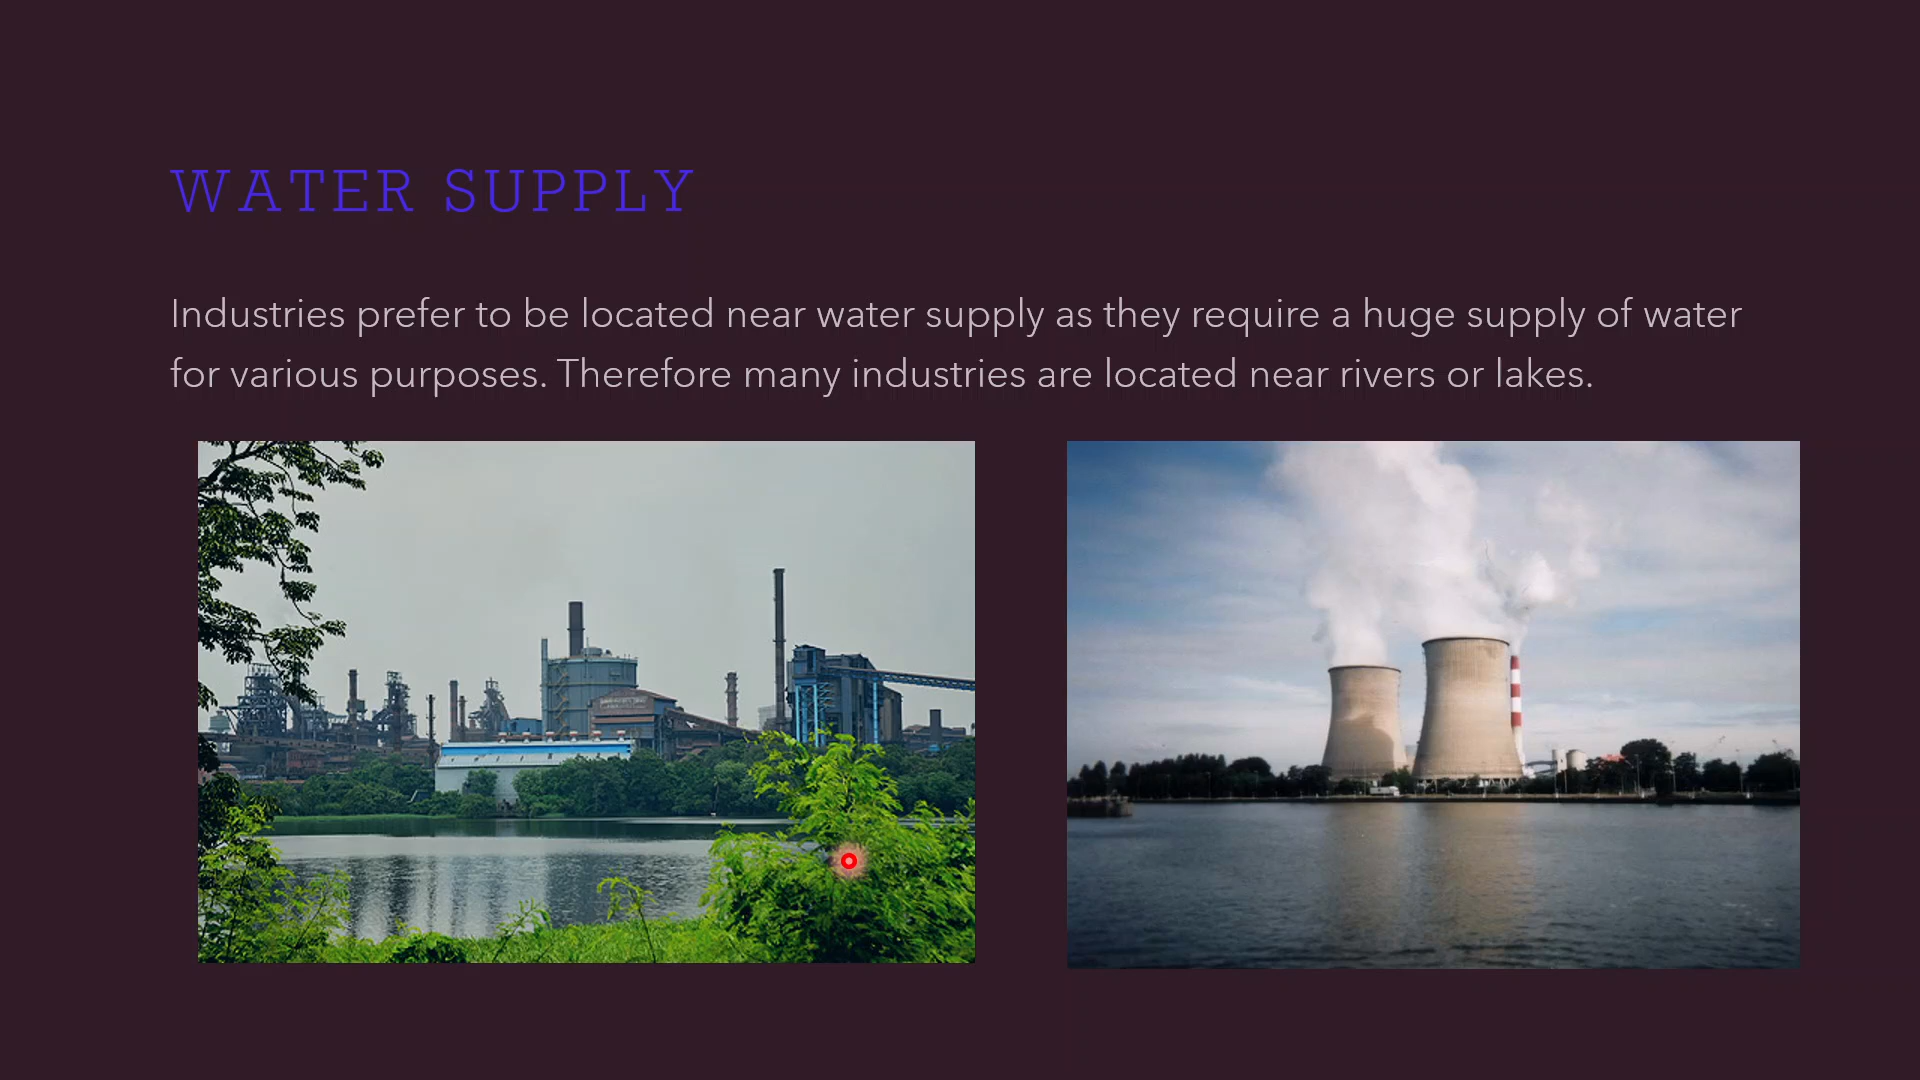 WATER SUPPLY
Industries prefer to be located near water supply as they require a huge supply of water
for various purposes. Therefore many industries are located near rivers or lakes.